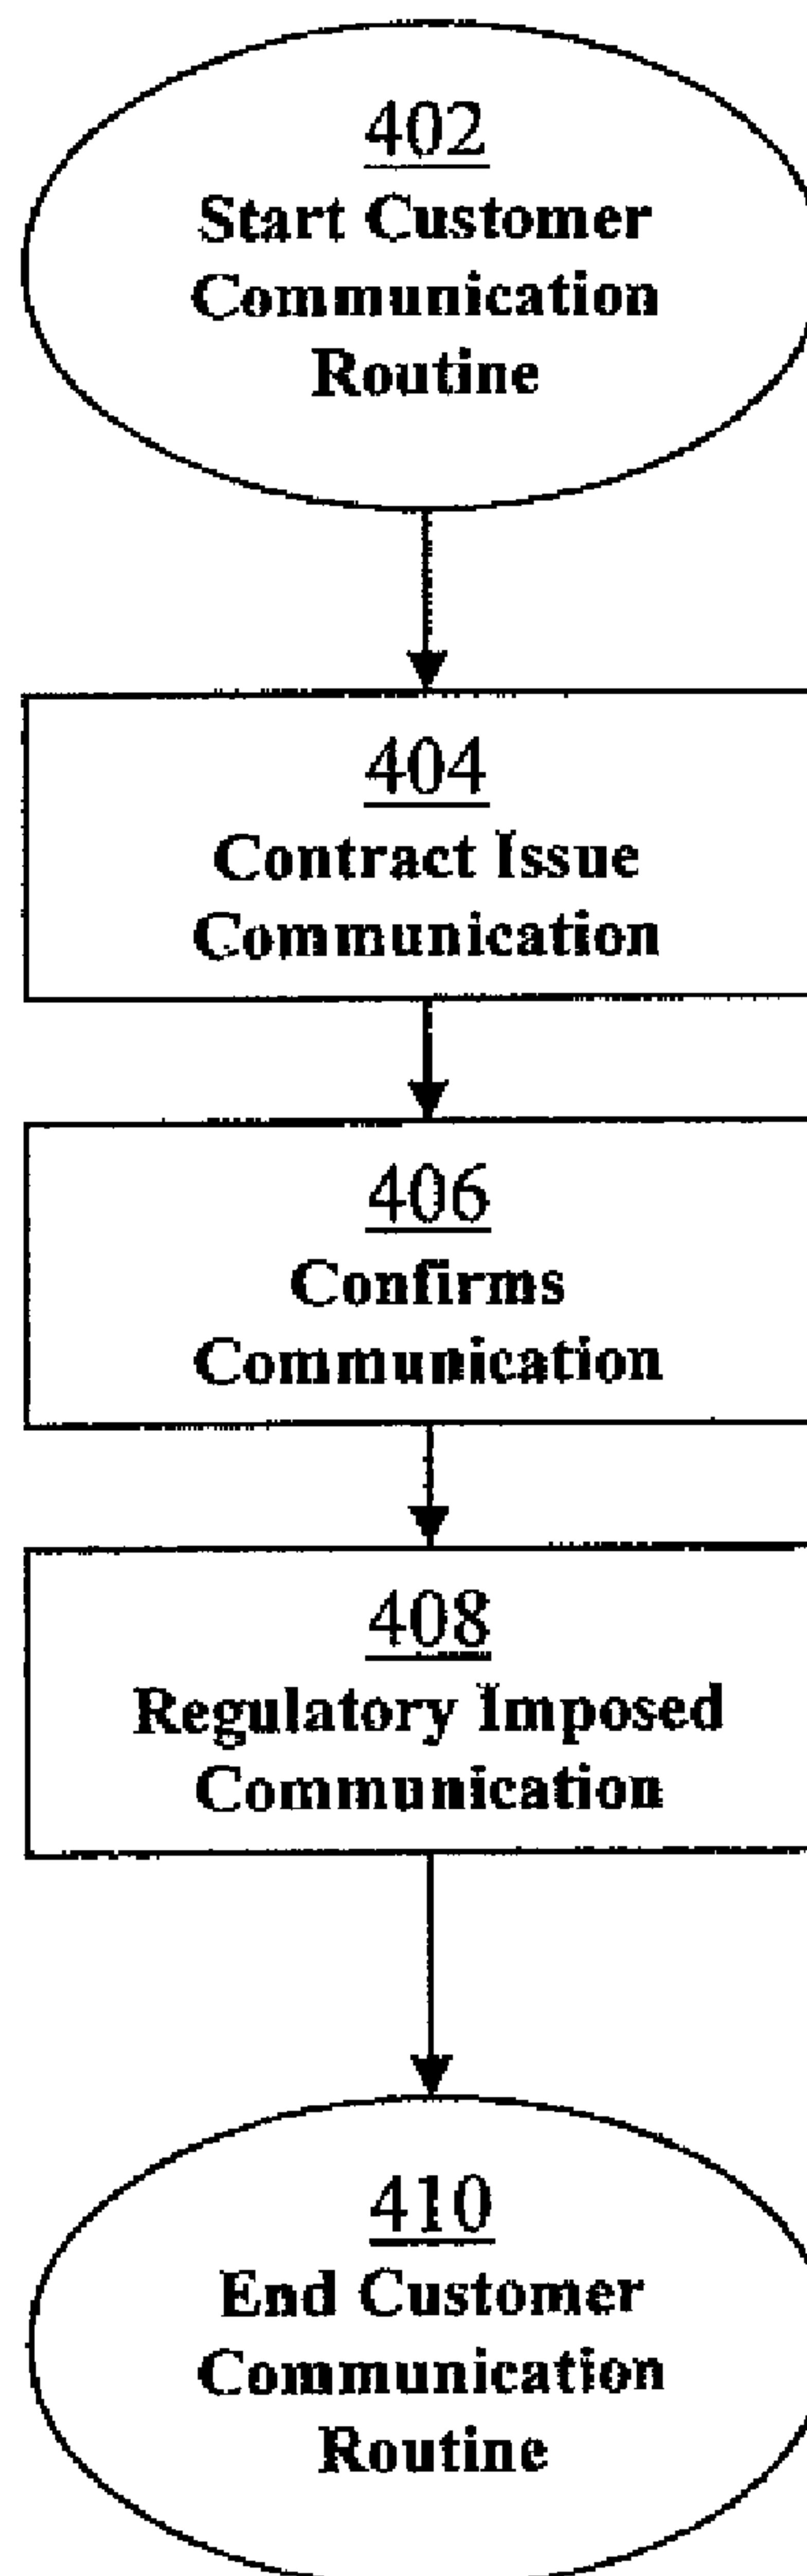 402
Start Customer
Communication
Routine
404
Contract Issue
Communication
406
Confirms
Communication
408
Regulatory Imposed
Communication
410
End Customer
Communication
Routine